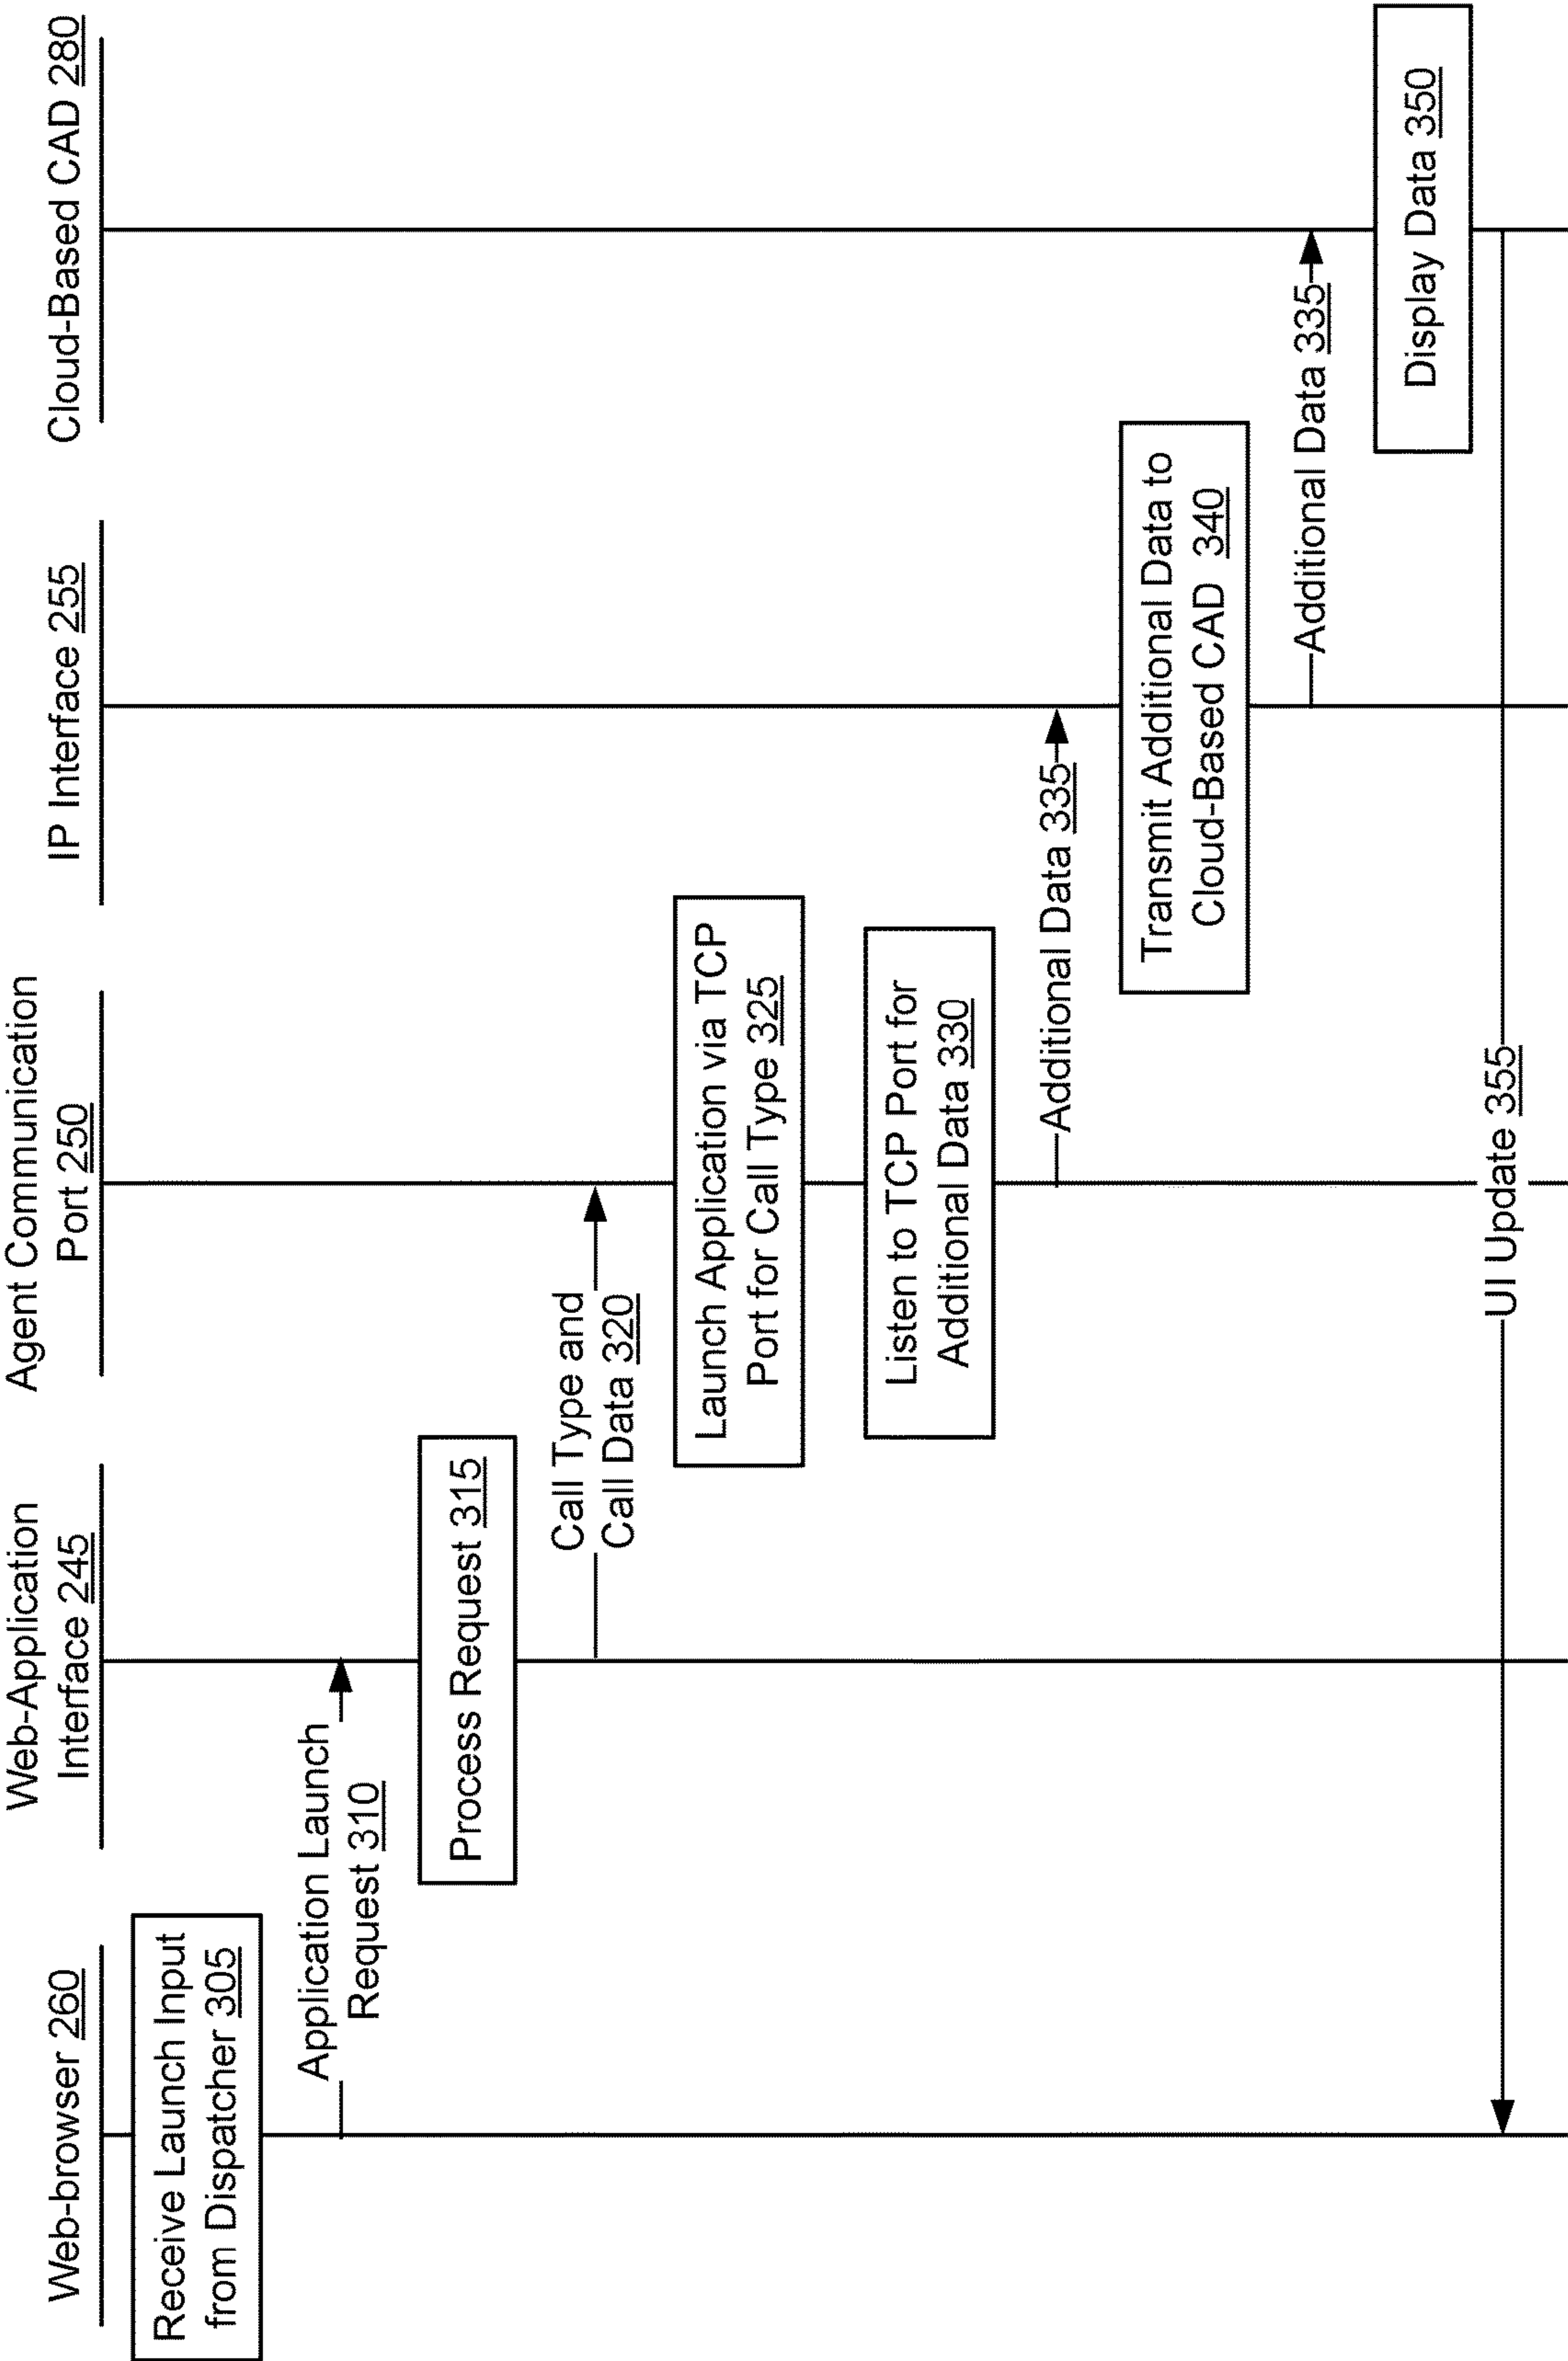 Web-browser 260
Web-Application
Interface 245
Agent Communication
Port 250
IP Interface 255
Cloud-Based CAD 280
Receive Launch Input
from Dispatcher 305
Application Launch
Request 310
Process Request 315
Call Type and
Call Data 320
Launch Application via TCP
Port for Call Type 325
Listen to TCP Port for
Additional Data 330
Additional Data 335
Transmit Additional Data to
Cloud-Based CAD 340
Additional Data 335
Display Data 350
UI Update 355